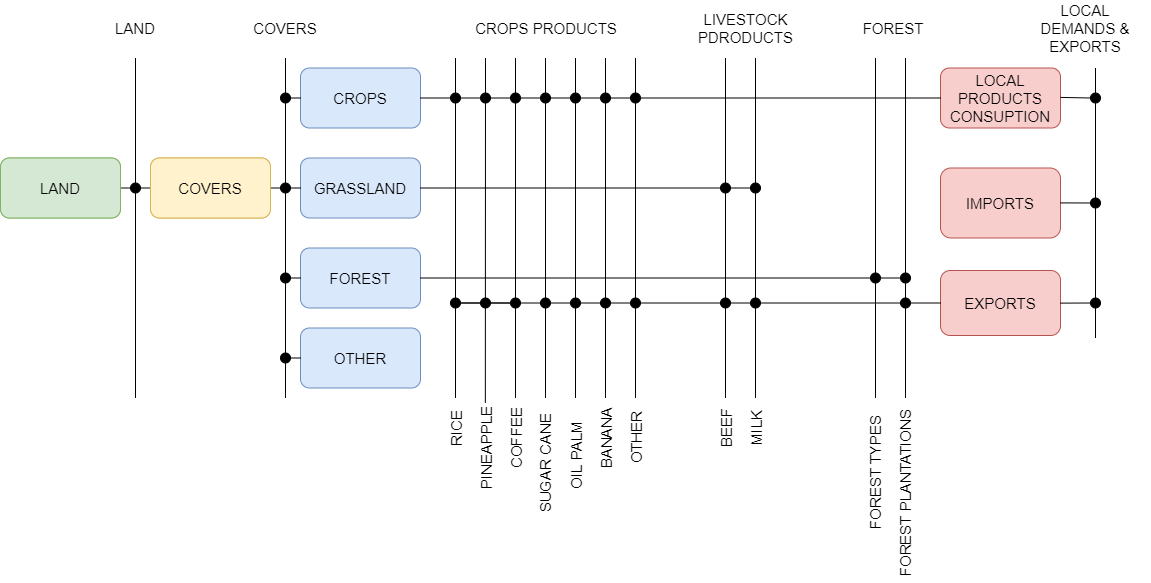 LAND
COVERS
CROPS PRODUCTS
LIVESTOCK
PDRODUCTS
FOREST
LOCAL
DEMANDS &
EXPORTS
CROPS
LOCAL
PRODUCTS
CONSUPTION
LAND
COVERS
GRASSLAND
IMPORTS
FOREST
EXPORTS
OTHER
RICE
PINEAPPLE
COFFEE
SUGAR CANE
OIL PALM
BANANA
OTHER
BEEF
MILK
FOREST TYPES
FOREST PLANTATIONS